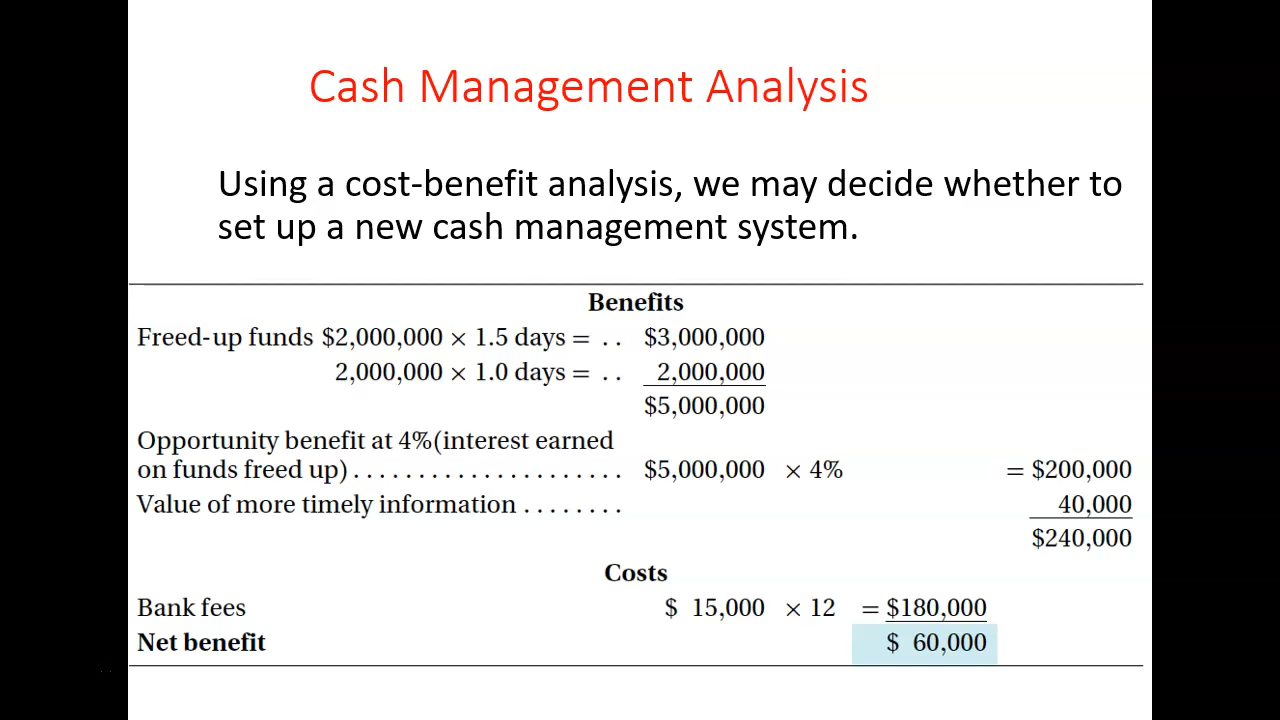 Cash Management Analysis
Using a cost-benefit analysis, we may decide whether to
set up a new cash management system.
Benefits
Freed-up funds $2,000,000 × 1.5 days = . . $3,000,000
2,000,000 × 1.0 days = . . 2,000,000
$5,000,000
Opportunity benefit at 4%(interest earned
on funds freed up) . . . . . . . . . . . . . . . . . . . . . $5,000,000 × 4% = $200,000
Value of more timely information . . . . . . . . 40,000
$240,000
Costs
Bank fees $ 15,000 × 12 = $180,000
Net benefit $ 60,000